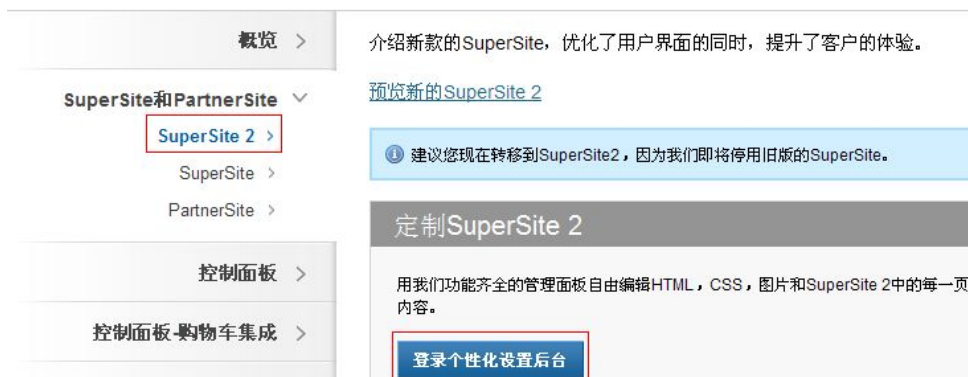 概览
SuperSite和PartnerSite
SuperSite 2
SuperSite
PartnerSite
控制面板
控制面板-购物车集成
介绍新款的SuperSite，优化了用户界面的同时，提升了客户的体验。
预览新的SuperSite 2
建议您现在转移到SuperSite2，因为我们即将停用旧版的SuperSite。
定制SuperSite 2
用我们功能齐全的管理面板自由编辑HTML，CSS，图片和SuperSite 2中的每一页
内容。
登录个性化设置后台